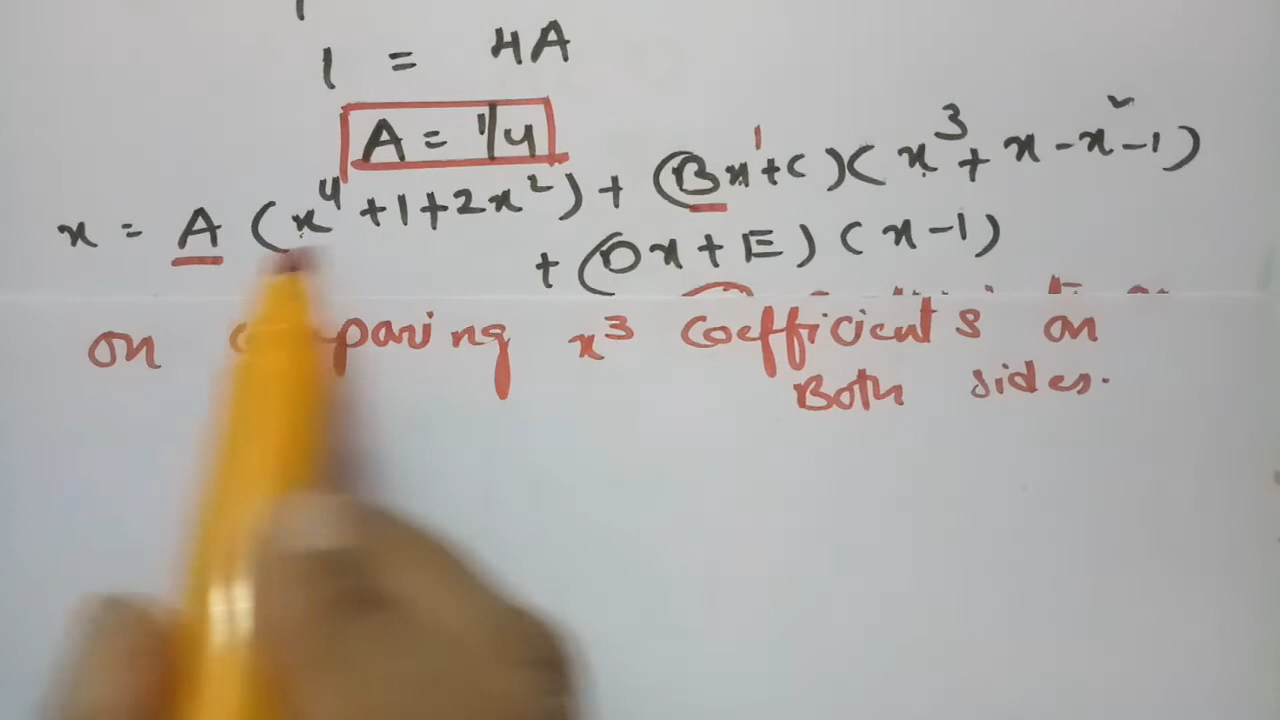 1 = 4A
A = 1/4
x = A (x⁴ + 1 + 2x²) + (Bx¹ + C) (x³ + x - x² - 1)
+ (Dx + E) (x - 1)
on comparing x³ coefficients on
Both sides.